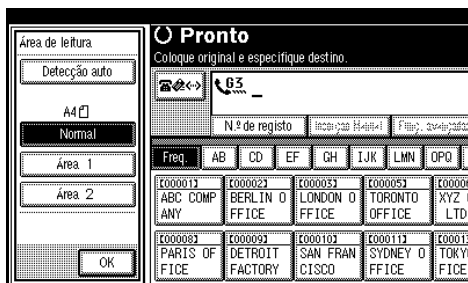 Área de leitura
Detecção auto
A4
Normal
Área 1
Área 2
OK
Pronto
Coloque original e especifique destino.
G3
N.º de registo
Freq. AB CD EF GH IJK LMN OPQ
[00001] [00002] [00003] [00005]
ABC COMP BERLIN O LONDON O TORONTO XYZ
ANY FFICE FFICE OFFICE LTD
[00008] [00009] [00010] [00011]
PARIS OF DETROIT SAN FRAN SYDNEY O TOKY
FICE FACTORY CISCO FFICE FICE